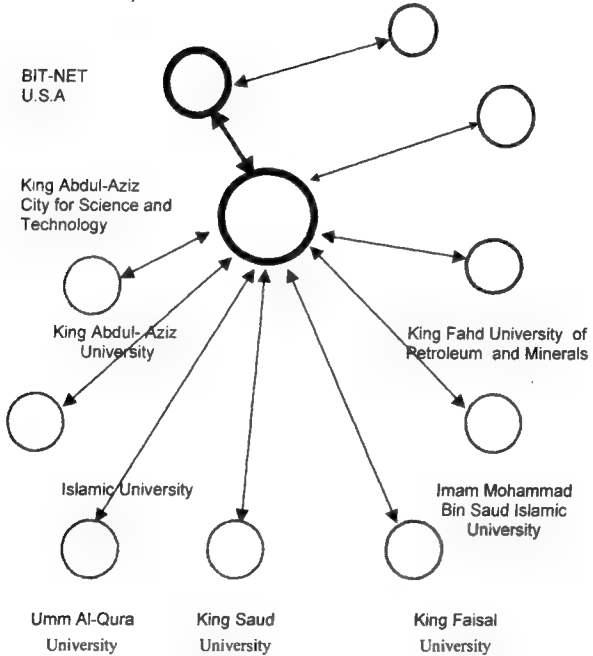 BIT-NET
U.S.A
King Abdul-Aziz
City for Science and
Technology
King Abdul- Aziz
University
King Fahd University of
Petroleum and Minerals
Islamic University
Imam Mohammad
Bin Saud Islamic
University
Umm Al-Qura
University
King Saud
University
King Faisal
University